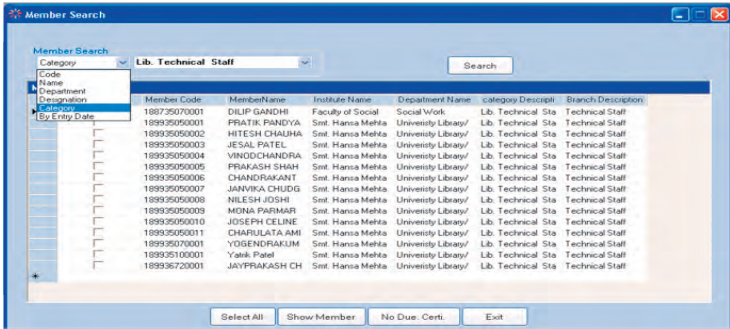 Member Search
Member Search
Category Lib. Technical Staff Search
Code
Name
Department
Designation
Category
By Entry Date
Member Code MemberName Institute Name Department Name category Descripti Branch Description
188735070001 DILIP GANDHI Faculty of Social Social Work Lib. Technical Sta Technical Staff
189935050001 PRATIK PANDYA Smt. Hansa Mehta Univeristy Library/ Lib. Technical Sta Technical Staff
189935050002 HITESH CHAUHA Smt. Hansa Mehta Univeristy Library/ Lib. Technical Sta Technical Staff
189935050003 JESAL PATEL Smt. Hansa Mehta Univeristy Library/ Lib. Technical Sta Technical Staff
189935050004 VINODCHANDRA Smt. Hansa Mehta Univeristy Library/ Lib. Technical Sta Technical Staff
189935050005 PRAKASH SHAH Smt. Hansa Mehta Univeristy Library/ Lib. Technical Sta Technical Staff
189935050006 CHANDRAKANT Smt. Hansa Mehta Univeristy Library/ Lib. Technical Sta Technical Staff
189935050007 JANVIKA CHUDG Smt. Hansa Mehta Univeristy Library/ Lib. Technical Sta Technical Staff
189935050008 NILESH JOSHI Smt. Hansa Mehta Univeristy Library/ Lib. Technical Sta Technical Staff
189935050009 MONA PARMAR Smt. Hansa Mehta Univeristy Library/ Lib. Technical Sta Technical Staff
189935050010 JOSEPH CELINE Smt. Hansa Mehta Univeristy Library/ Lib. Technical Sta Technical Staff
189935050011 CHARULATA AMI Smt. Hansa Mehta Univeristy Library/ Lib. Technical Sta Technical Staff
189935070001 YOGENDRAKUM Smt. Hansa Mehta Univeristy Library/ Lib. Technical Sta Technical Staff
189935100001 Yatrik Patel Smt. Hansa Mehta Univeristy Library/ Lib. Technical Sta Technical Staff
189936720001 JAYPRAKASH CH Smt. Hansa Mehta Univeristy Library/ Lib. Technical Sta Technical Staff
Select All Show Member No Due. Certi. Exit